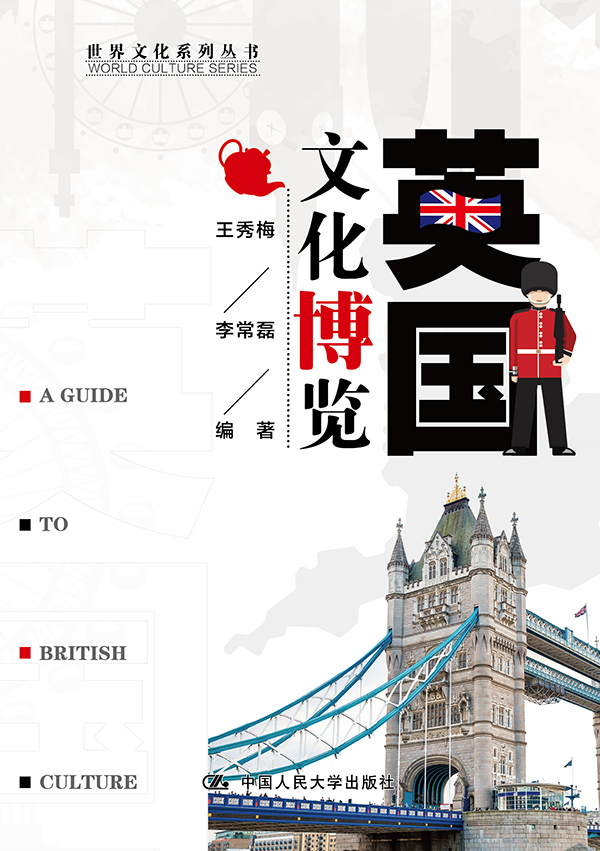 世界文化系列丛书
WORLD CULTURE SERIES
英国
文化博览
王秀梅
李常磊
编 著
A GUIDE
TO
BRITISH
CULTURE
中国人民大学出版社